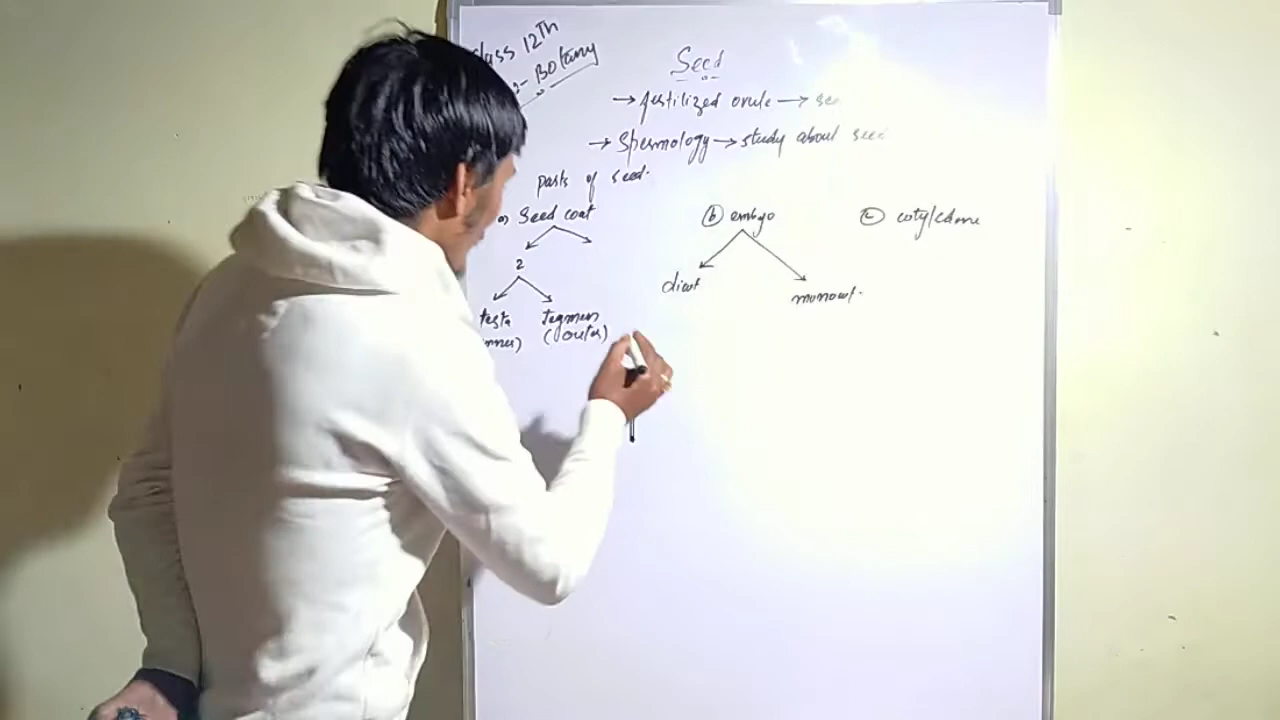 class 12Th
:- Botany
Seed
→ fertilized ovule → see
→ Spermology → study about seed
parts of seed.
a) Seed coat
(b) embyo
(c) cotyledone
2
dicot
monocot.
testa
tegmen
inner)
(outer)